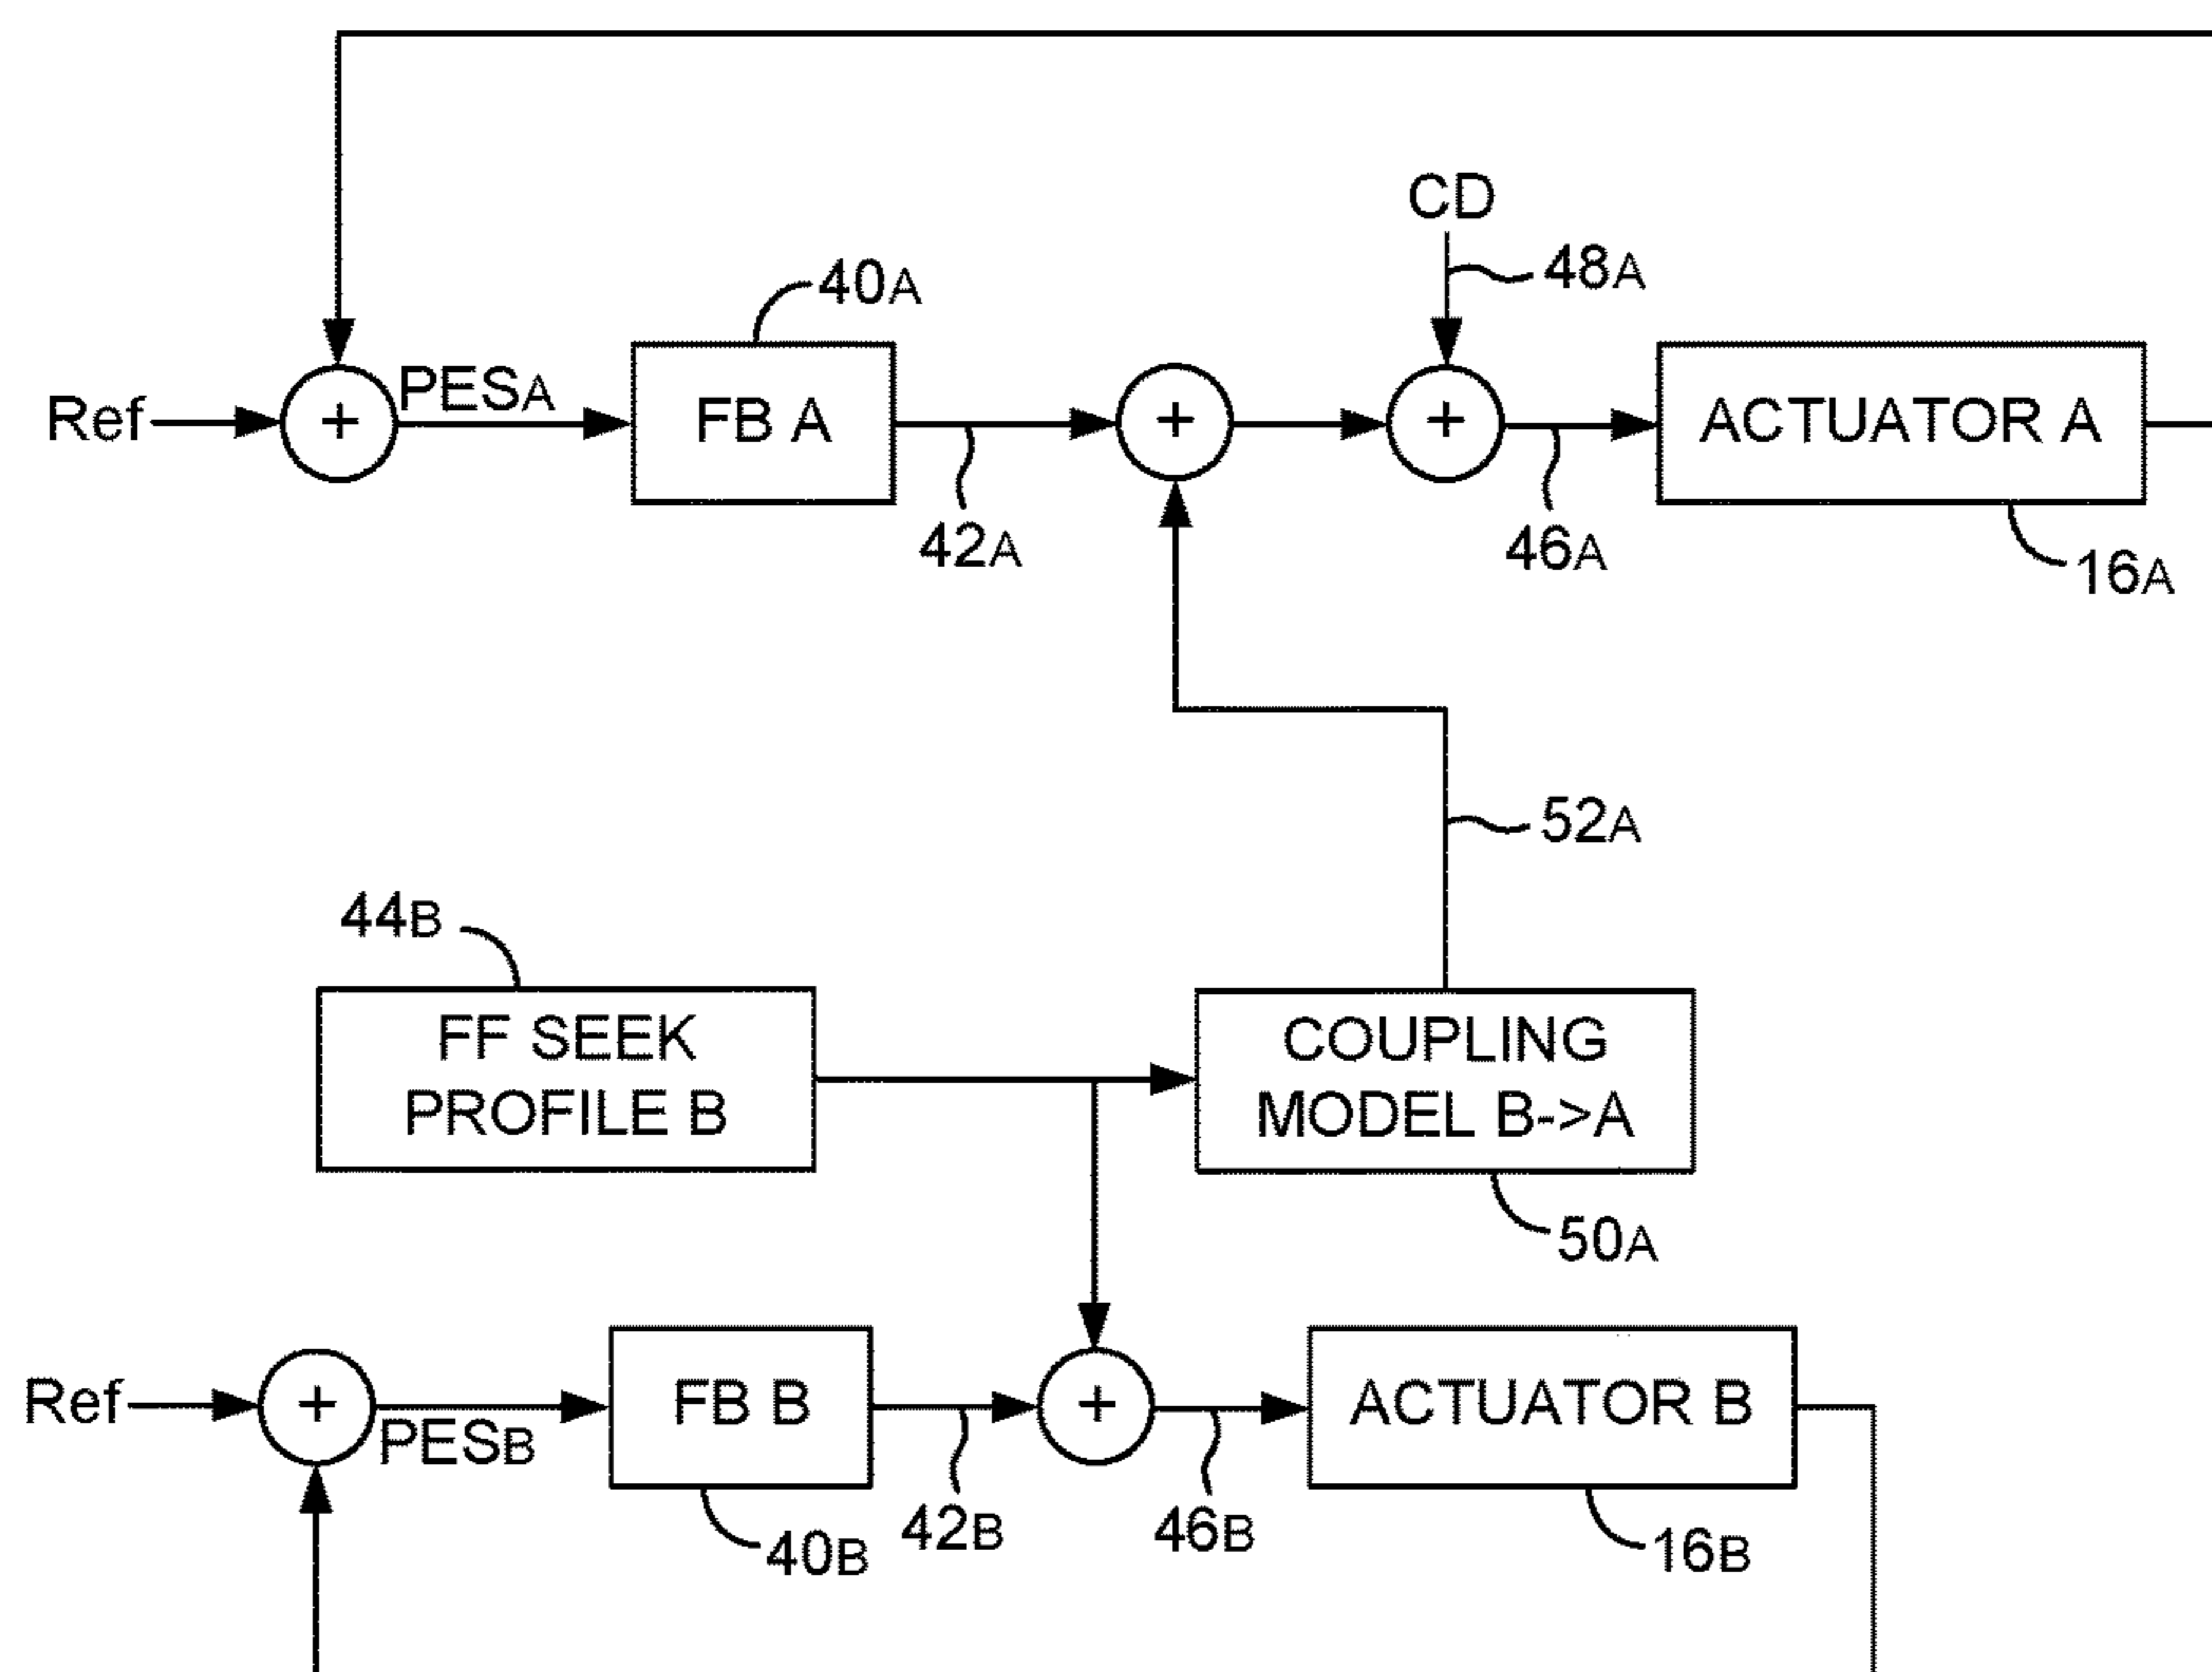 CD
48A
40A
Ref
+
PESA
FB A
+
+
ACTUATOR A
42A
46A
16A
52A
44B
FF SEEK
PROFILE B
COUPLING
MODEL B->A
50A
Ref
+
PESB
FB B
+
ACTUATOR B
40B
42B
46B
16B